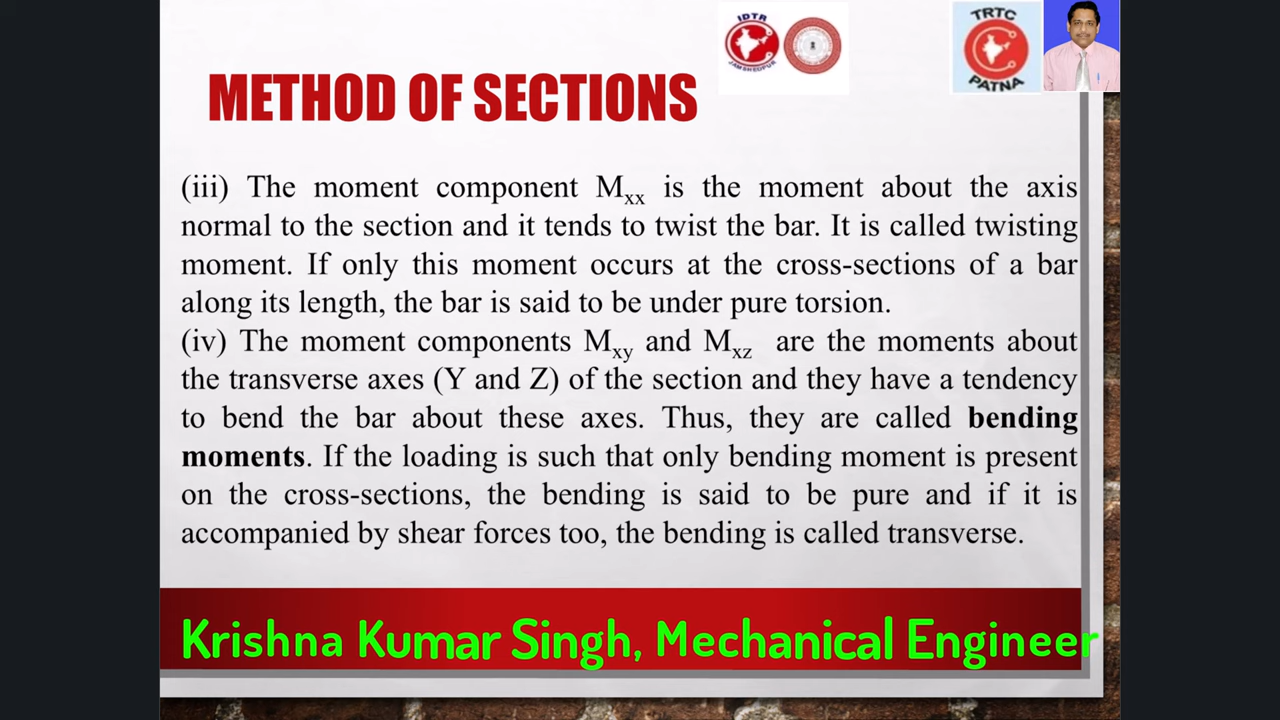 IDTR
JAMSHEDPUR
TRTC
PATNA
METHOD OF SECTIONS
(iii) The moment component Mxx is the moment about the axis
normal to the section and it tends to twist the bar. It is called twisting
moment. If only this moment occurs at the cross-sections of a bar
along its length, the bar is said to be under pure torsion.
(iv) The moment components Mxy and Mxz are the moments about
the transverse axes (Y and Z) of the section and they have a tendency
to bend the bar about these axes. Thus, they are called bending
moments. If the loading is such that only bending moment is present
on the cross-sections, the bending is said to be pure and if it is
accompanied by shear forces too, the bending is called transverse.
Krishna Kumar Singh, Mechanical Engineer